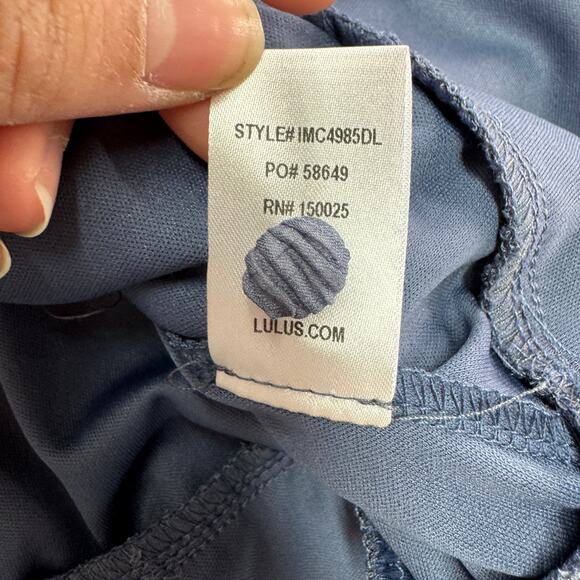 STYLE# IMC4985DL
PO# 58649
RN# 150025
LULUS.COM